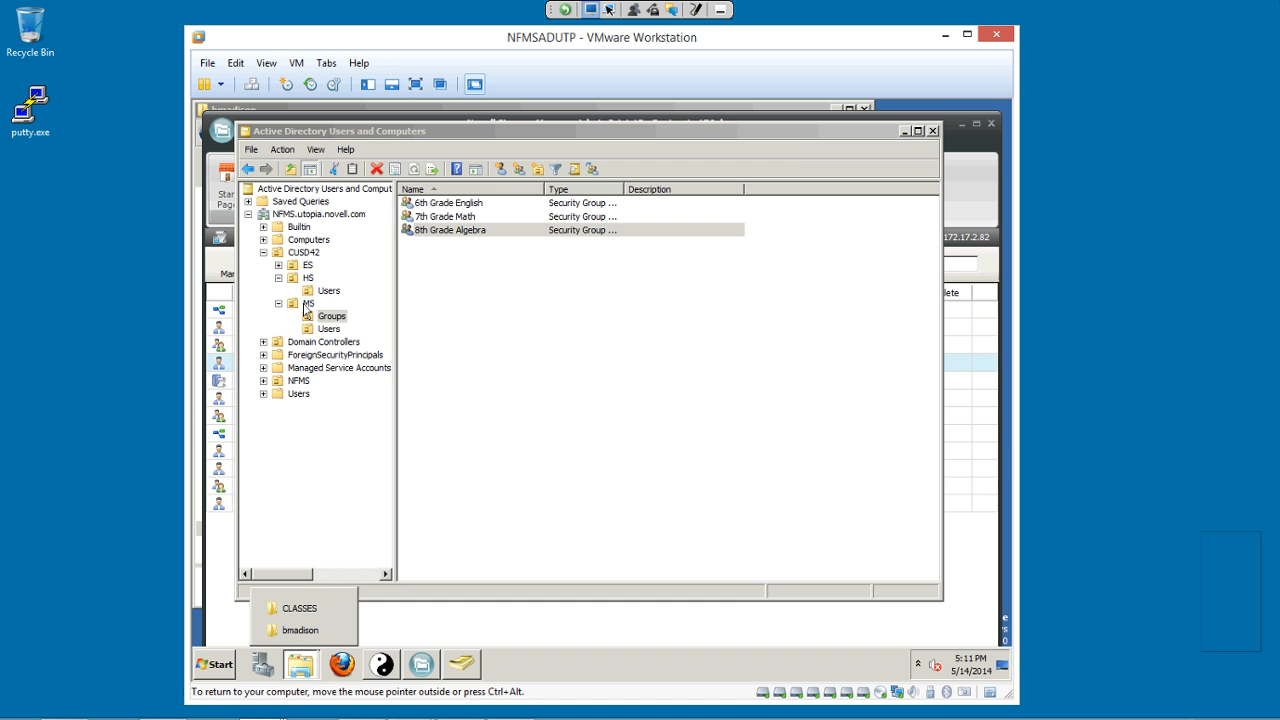 Recycle Bin
putty.exe
NFMSADUTP - VMware Workstation
File Edit View VM Tabs Help
bmadison
Active Directory Users and Computers
File Action View Help
Active Directory Users and Comput
Saved Queries
NFMS.utopia.novell.com
Builtin
Computers
CUSD42
ES
HS
Users
MS
Groups
Users
Domain Controllers
ForeignSecurityPrincipals
Managed Service Accounts
NFMS
Users
Name Type Description
6th Grade English Security Group ...
7th Grade Math Security Group ...
8th Grade Algebra Security Group ...
Star
Page
Mar
172.17.2.82
lete
CLASSES
bmadison
Start
5:11 PM
5/14/2014
To return to your computer, move the mouse pointer outside or press Ctrl+Alt.